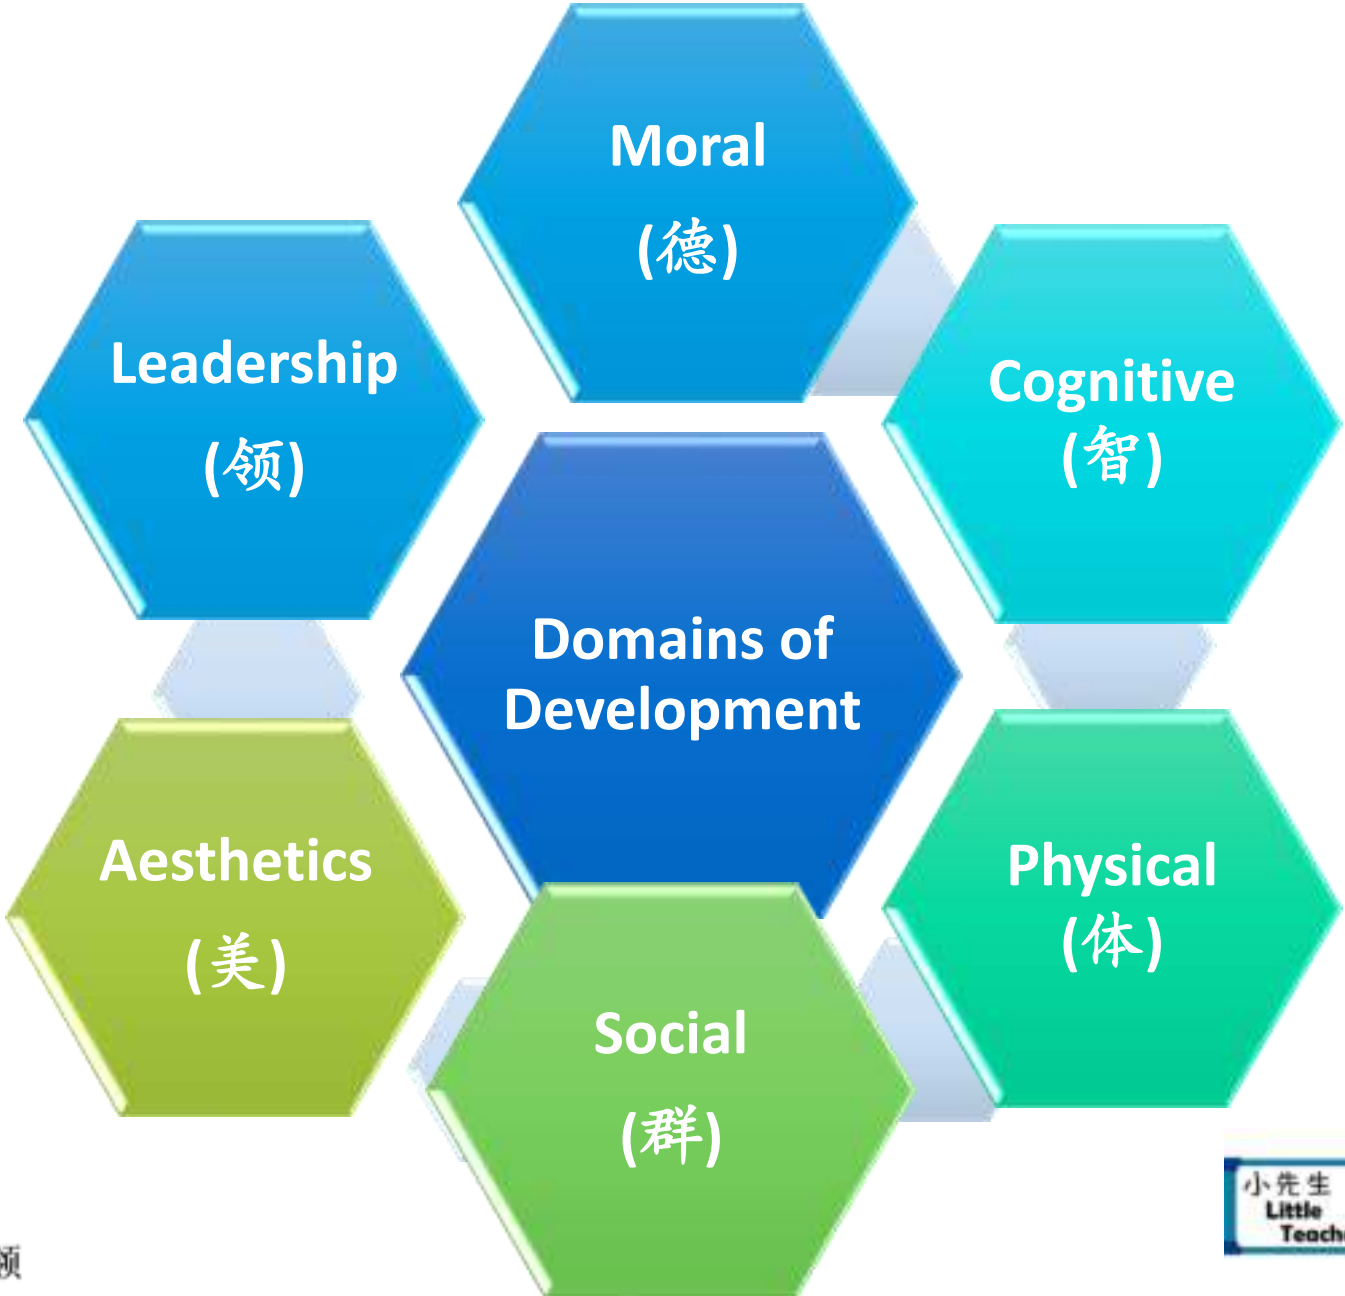 Moral
(德)
Leadership
(领)
Cognitive
(智)
Domains of
Development
Aesthetics
(美)
Physical
(体)
Social
(群)
小先生
Little